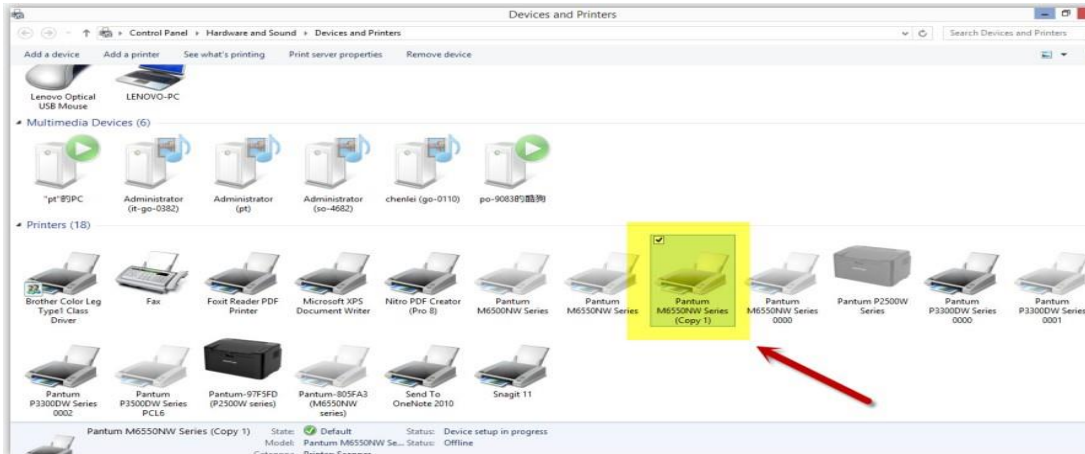 Devices and Printers
Control Panel ▸ Hardware and Sound ▸ Devices and Printers
Search Devices and Printers
Add a device Add a printer See what's printing Print server properties Remove device
Lenovo Optical LENOVO-PC
USB Mouse
Multimedia Devices (6)
"pt"的PC Administrator Administrator Administrator chenlei (go-0110) po-9083的酷狗
(it-go-0382) (pt) (so-4682)
Printers (18)
Brother Color Leg Fax Foxit Reader PDF Microsoft XPS Nitro PDF Creator Pantum Pantum Pantum Pantum Pantum P2500W Pantum Pantum
Type1 Class Printer Document Writer (Pro 8) M6500NW Series M6550NW Series M6550NW Series M6550NW Series Series P3300DW Series P3300DW Series
Driver (Copy 1) 0000 0000 0001
Pantum Pantum Pantum-97F5FD Pantum-805FA3 Send To Snagit 11
P3300DW Series P3500DW Series (P2500W series) (M6550NW OneNote 2010
0002 PCL6 series)
Pantum M6550NW Series (Copy 1) State: Default Status: Device setup in progress
Model: Pantum M6550NW Se... Status: Offline
Category: Printer; Scanner